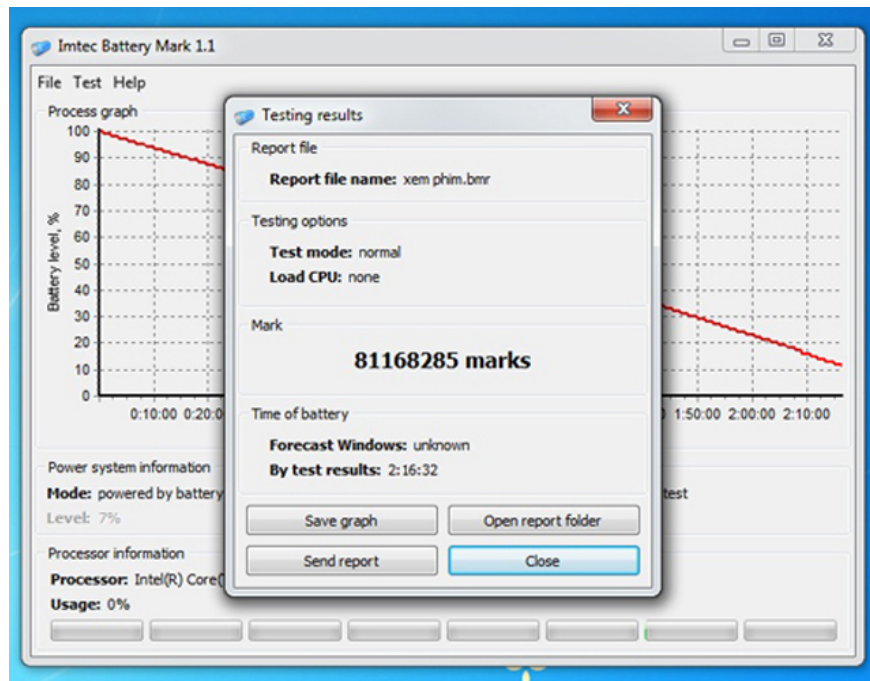 Imtec Battery Mark 1.1
File Test Help
Process graph
100
90
80
70
60
50
40
30
20
10
0
Battery level, %
0:10:00 0:20:0
1:50:00 2:00:00 2:10:00
Power system information
Mode: powered by battery
test
Level: 7%
Processor information
Processor: Intel(R) Core(
Usage: 0%
Testing results
Report file
Report file name: xem phim.bmr
Testing options
Test mode: normal
Load CPU: none
Mark
81168285 marks
Time of battery
Forecast Windows: unknown
By test results: 2:16:32
Save graph
Open report folder
Send report
Close